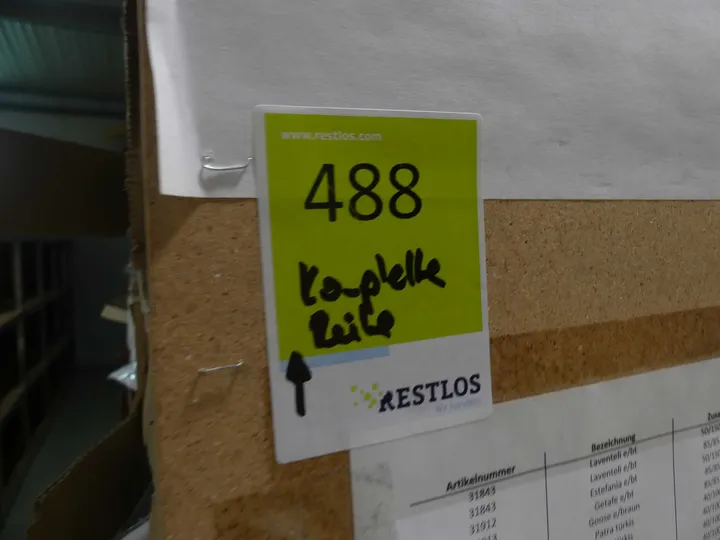 www.restlos.com
488
Komplette
Reihe
RESTLOS
Artikelnummer
Bezeichnung
31843
Laventeli e/bl
31843
Laventeli e/bl
31912
Estefania e/bl
Getafe e/bl
Goose e/braun
Patra türkis